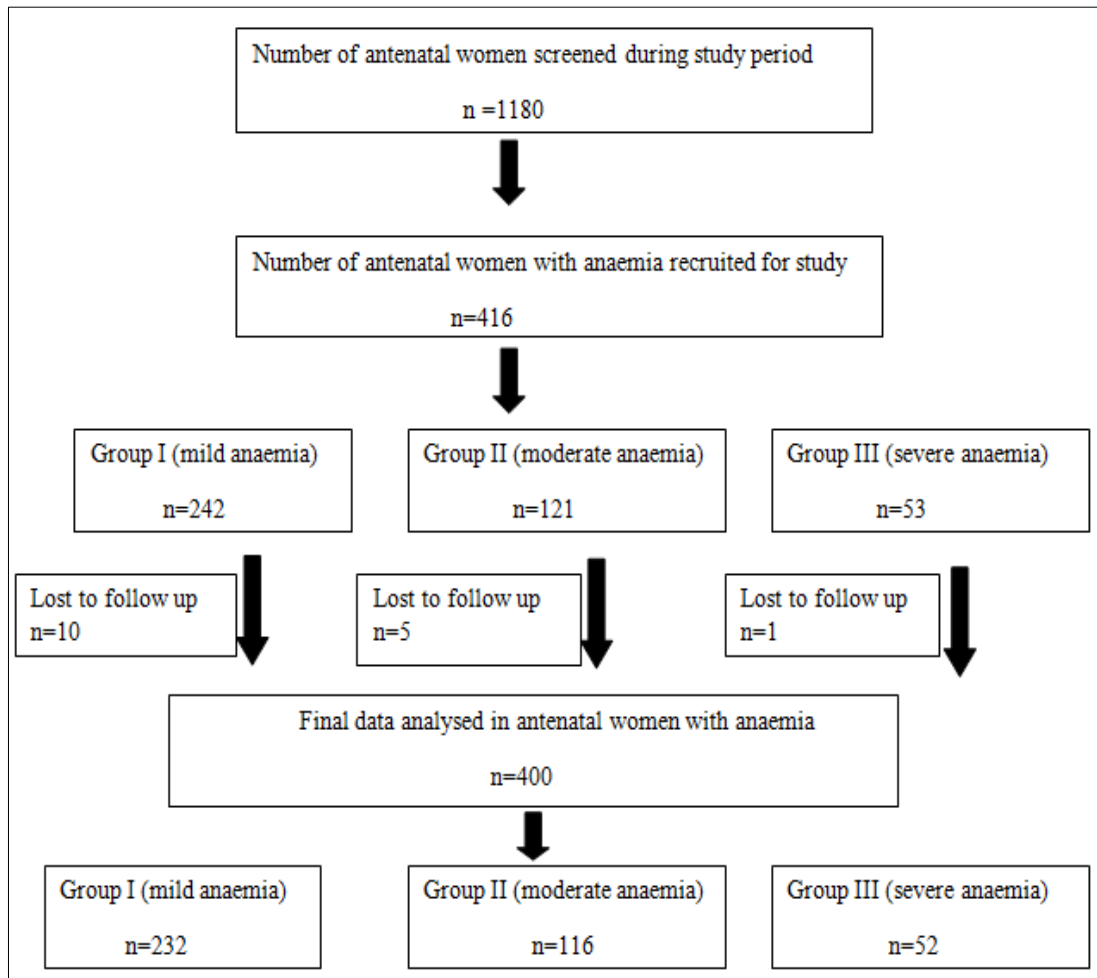 Number of antenatal women screened during study period
n =1180
Number of antenatal women with anaemia recruited for study
n=416
Group I (mild anaemia)
n=242
Group II (moderate anaemia)
n=121
Group III (severe anaemia)
n=53
Lost to follow up
n=10
Lost to follow up
n=5
Lost to follow up
n=1
Final data analysed in antenatal women with anaemia
n=400
Group I (mild anaemia)
n=232
Group II (moderate anaemia)
n=116
Group III (severe anaemia)
n=52